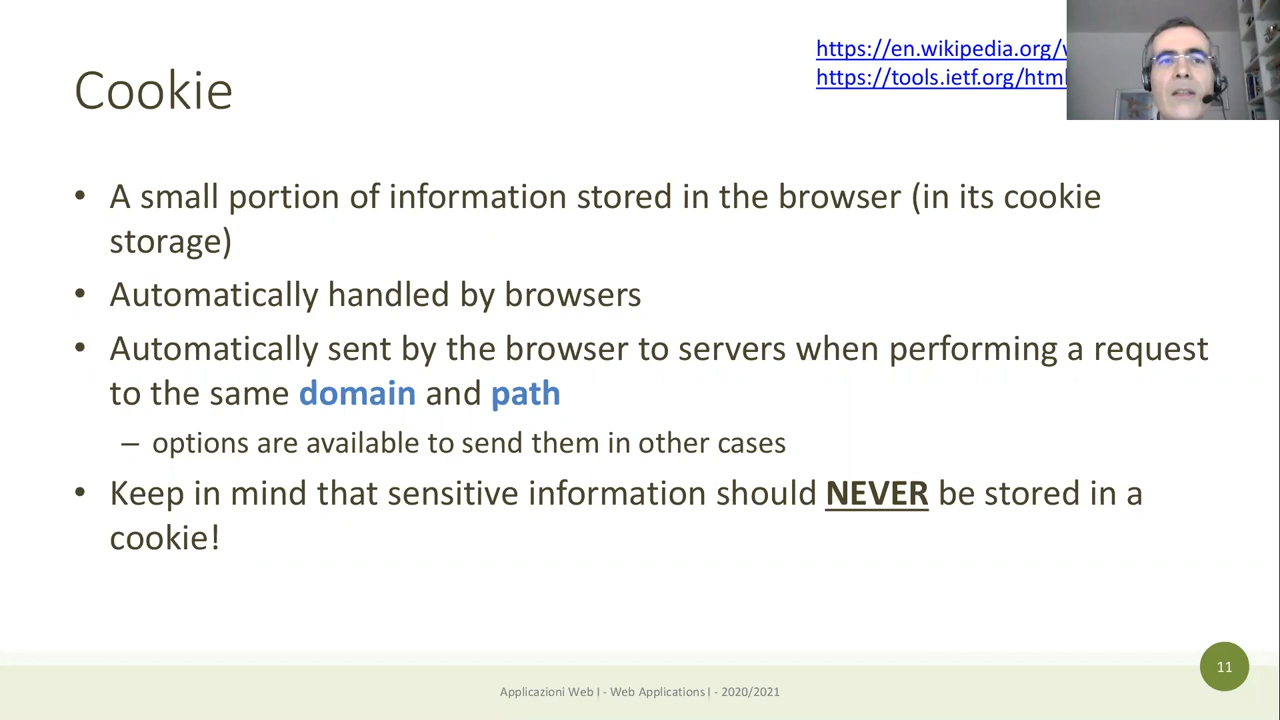 https://en.wikipedia.org/
https://tools.ietf.org/html
Cookie
• A small portion of information stored in the browser (in its cookie
storage)
• Automatically handled by browsers
• Automatically sent by the browser to servers when performing a request
to the same domain and path
– options are available to send them in other cases
• Keep in mind that sensitive information should NEVER be stored in a
cookie!
Applicazioni Web I - Web Applications I - 2020/2021
11